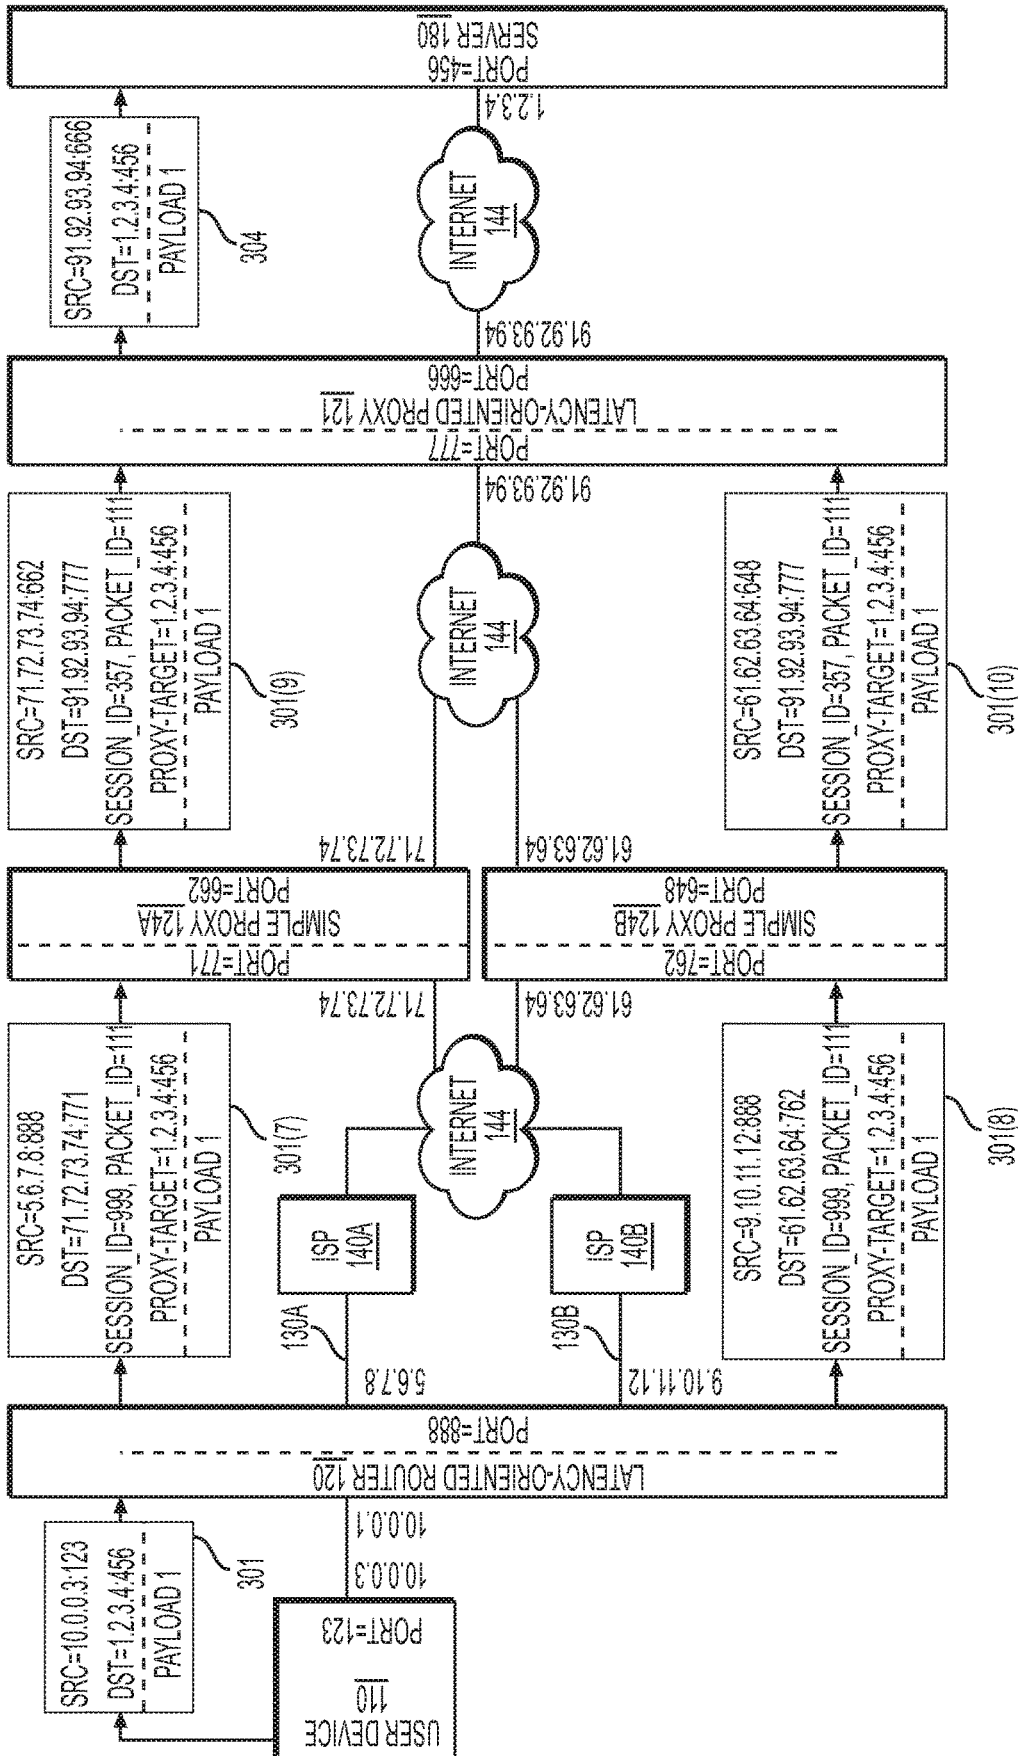 USER DEVICE
110
PORT=123
SRC=10.0.0.3:123
DST=1.2.3.4:456
PAYLOAD 1
301
10.0.0.3
10.0.0.1
LATENCY-ORIENTED ROUTER 120
PORT=888
SRC=5.6.7.8:888
DST=71.72.73.74:771
SESSION_ID=999, PACKET_ID=111
PROXY-TARGET=1.2.3.4:456
PAYLOAD 1
301(7)
5.6.7.8
130A
ISP
140A
9.10.11.12
130B
ISP
140B
SRC=9.10.11.12:888
DST=61.62.63.64:762
SESSION_ID=999, PACKET_ID=111
PROXY-TARGET=1.2.3.4:456
PAYLOAD 1
301(8)
INTERNET
144
71.72.73.74
61.62.63.64
PORT=771
SIMPLE PROXY 124A
PORT=662
PORT=762
SIMPLE PROXY 124B
PORT=648
71.72.73.74
61.62.63.64
SRC=71.72.73.74:662
DST=91.92.93.94:777
SESSION_ID=357, PACKET_ID=111
PROXY-TARGET=1.2.3.4:456
PAYLOAD 1
301(9)
INTERNET
144
SRC=61.62.63.64:648
DST=91.92.93.94:777
SESSION_ID=357, PACKET_ID=111
PROXY-TARGET=1.2.3.4:456
PAYLOAD 1
301(10)
91.92.93.94
PORT=777
LATENCY-ORIENTED PROXY 121
PORT=666
91.92.93.94
SRC=91.92.93.94:666
DST=1.2.3.4:456
PAYLOAD 1
304
INTERNET
144
1.2.3.4
PORT=456
SERVER 180